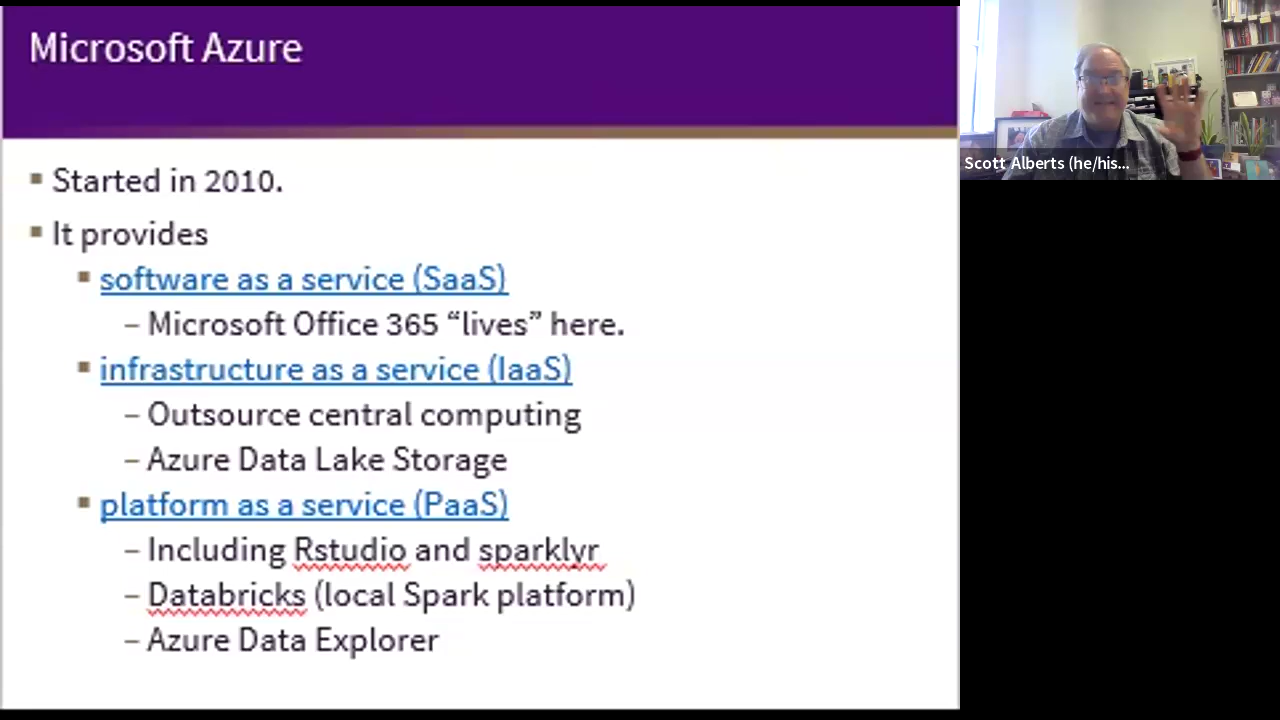 Microsoft Azure
Started in 2010.
It provides
software as a service (SaaS)
– Microsoft Office 365 “lives” here.
infrastructure as a service (IaaS)
– Outsource central computing
– Azure Data Lake Storage
platform as a service (PaaS)
– Including Rstudio and sparklyr
– Databricks (local Spark platform)
– Azure Data Explorer
Scott Alberts (he/his...